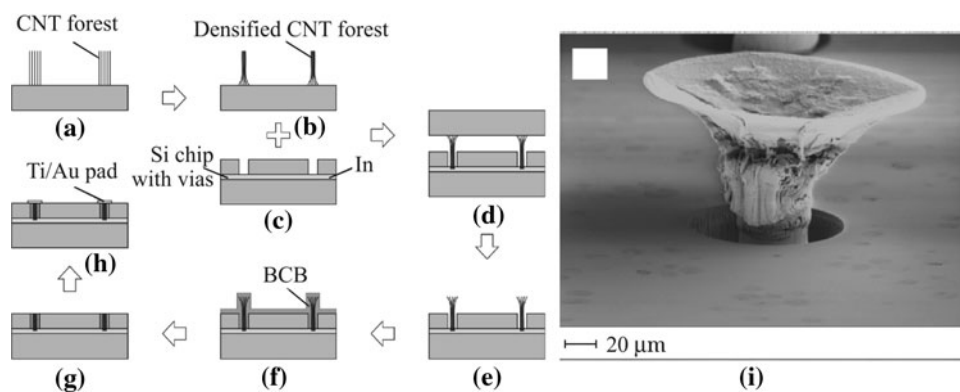 CNT forest
Densified CNT forest
(a)
(b)
Si chip
with vias
In
(c)
(d)
Ti/Au pad
(h)
BCB
(g)
(f)
(e)
20 µm
(i)